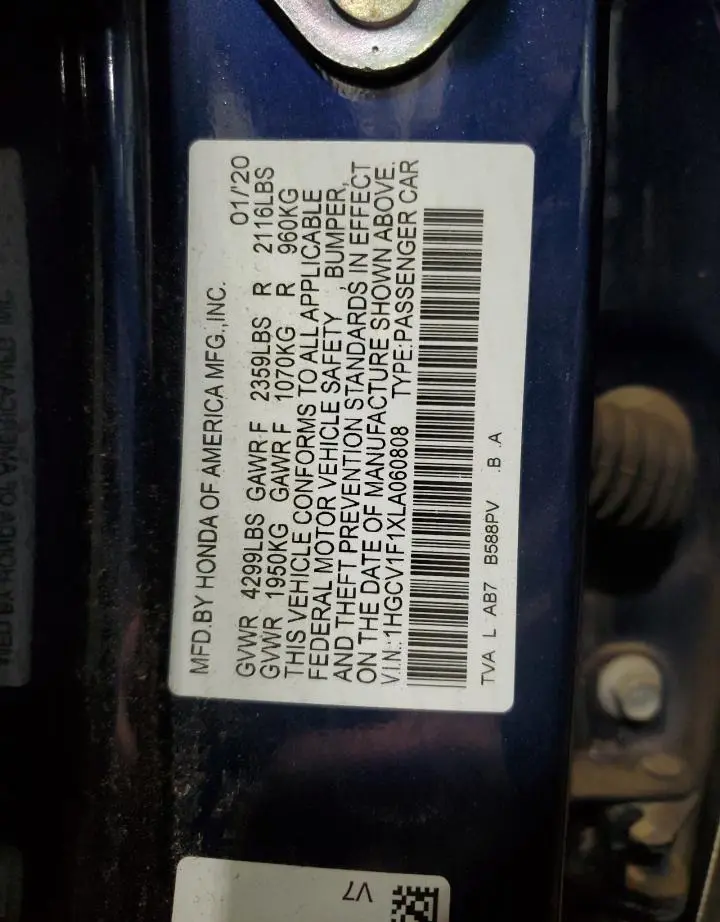 MFD.BY HONDA OF AMERICA MFG.,INC. 01/'20
GVWR 4299LBS GAWR F 2359LBS R 2116LBS
GVWR 1950KG GAWR F 1070KG R 960KG
THIS VEHICLE CONFORMS TO ALL APPLICABLE
FEDERAL MOTOR VEHICLE SAFETY , BUMPER,
AND THEFT PREVENTION STANDARDS IN EFFECT
ON THE DATE OF MANUFACTURE SHOWN ABOVE.
V.I.N.:1HGCV1F1XLA060808 TYPE:PASSENGER CAR
TVA L AB7 B588PV .B .A
V7